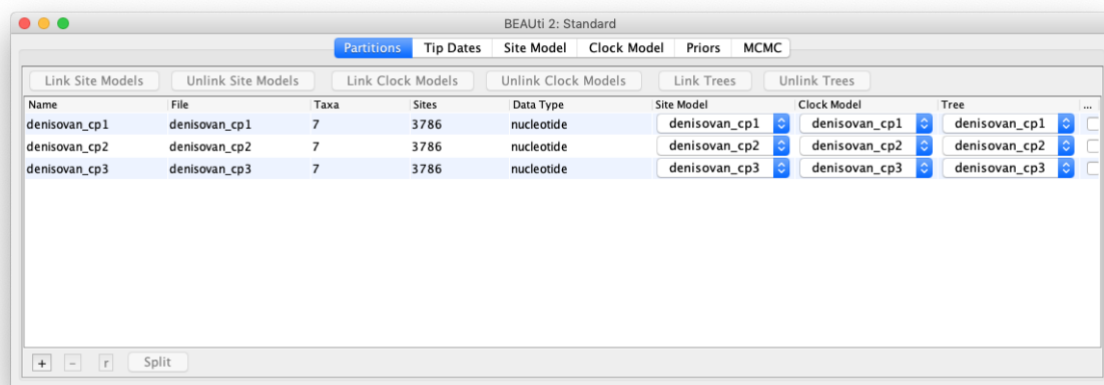 BEAUti 2: Standard
Partitions Tip Dates Site Model Clock Model Priors MCMC
Link Site Models Unlink Site Models Link Clock Models Unlink Clock Models Link Trees Unlink Trees
Name File Taxa Sites Data Type Site Model Clock Model Tree ...
denisovan_cp1 denisovan_cp1 7 3786 nucleotide denisovan_cp1 denisovan_cp1 denisovan_cp1
denisovan_cp2 denisovan_cp2 7 3786 nucleotide denisovan_cp2 denisovan_cp2 denisovan_cp2
denisovan_cp3 denisovan_cp3 7 3786 nucleotide denisovan_cp3 denisovan_cp3 denisovan_cp3
+ - r Split